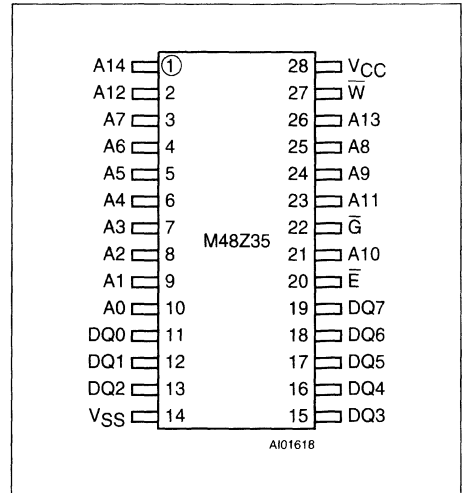 A14 1 28 VCC
A12 2 27 W̅
A7 3 26 A13
A6 4 25 A8
A5 5 24 A9
A4 6 23 A11
A3 7 22 G̅
M48Z35
A2 8 21 A10
A1 9 20 E̅
A0 10 19 DQ7
DQ0 11 18 DQ6
DQ1 12 17 DQ5
DQ2 13 16 DQ4
VSS 14 15 DQ3
AI01618